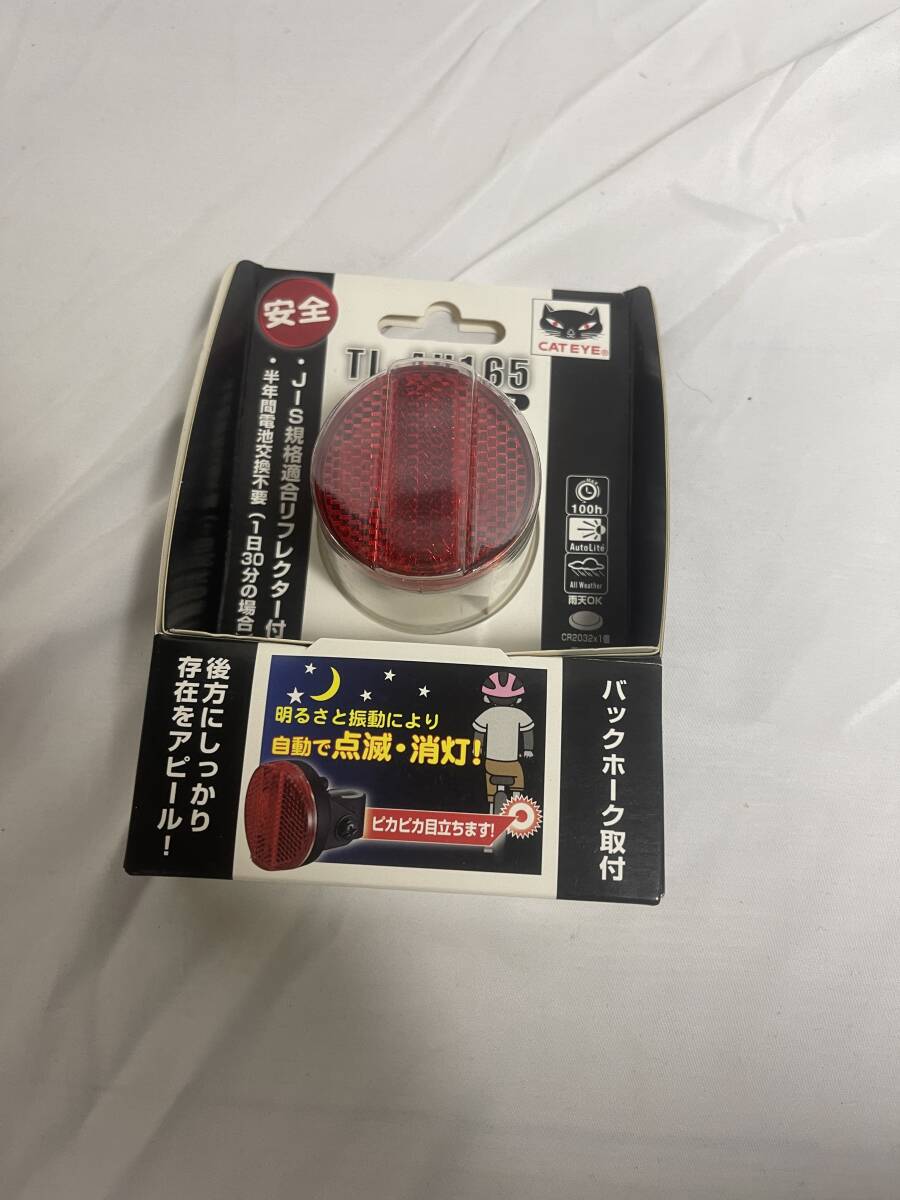 安全
CATEYE®
TL-AU165
・JIS規格適合リフレクター付
・半年間電池交換不要(1日30分の場合
100h
AutoLite
All Weather
雨天OK
CR2032x1個
後方にしっかり
存在をアピール!
明るさと振動により
自動で点滅・消灯!
ピカピカ目立ちます!
バックホーク取付